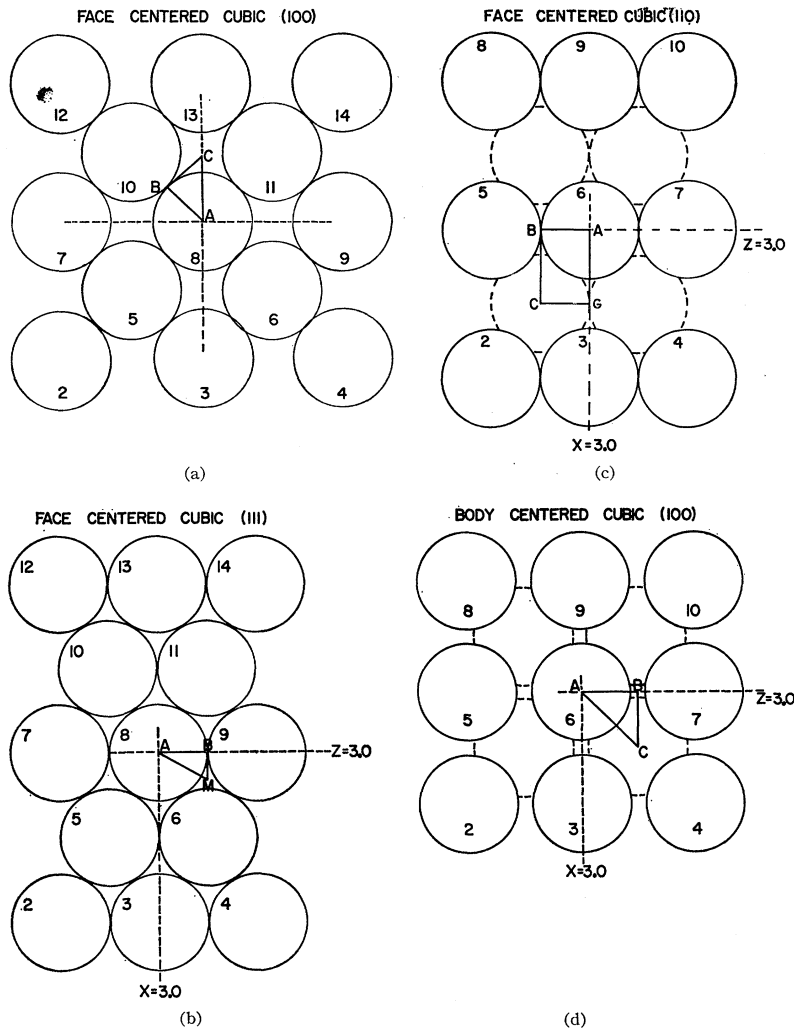 FACE CENTERED CUBIC (100)
12
13
14
C
10
B
11
A
7
8
9
5
6
2
3
4
(a)
FACE CENTERED CUBIC (110)
8
9
10
5
6
7
B
A
Z=3.0
C
G
2
3
4
X=3.0
(c)
FACE CENTERED CUBIC (111)
12
13
14
10
11
7
8
A
B
9
Z=3.0
M
5
6
2
3
4
X=3.0
(b)
BODY CENTERED CUBIC (100)
8
9
10
A
B
Z=3.0
5
6
7
C
2
3
4
X=3.0
(d)